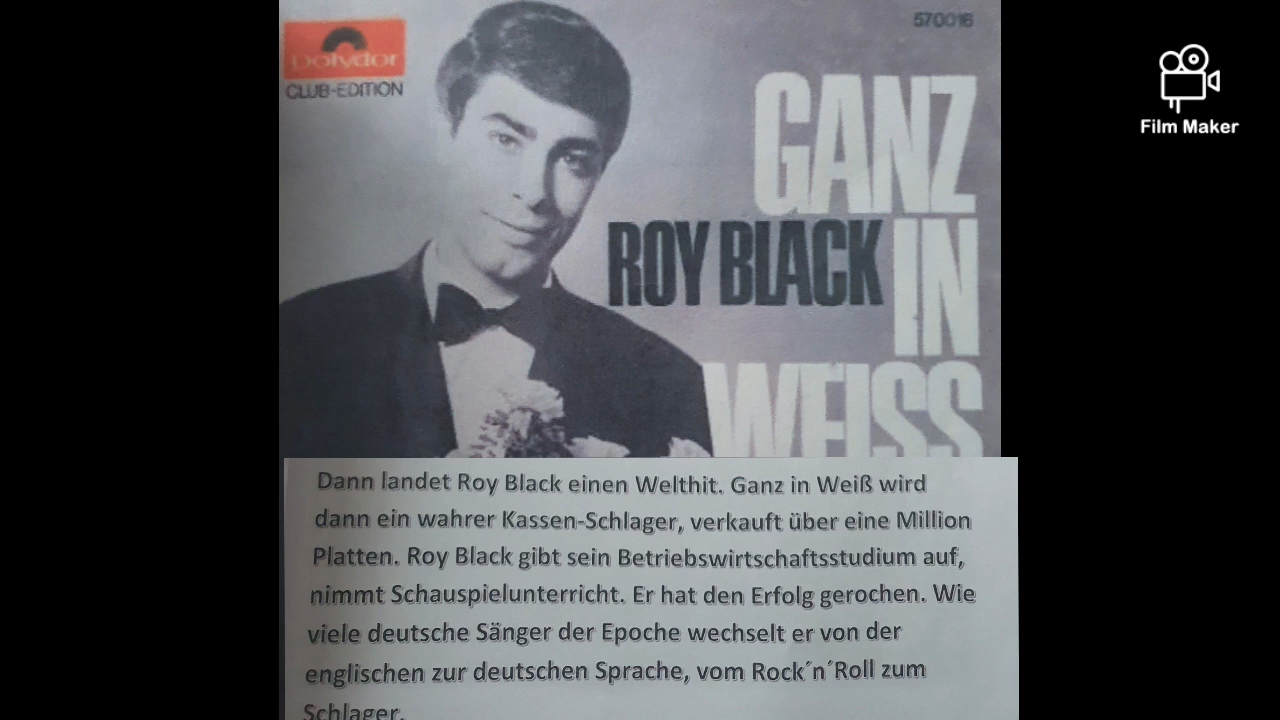 570016
polydor
CLUB-EDITION
GANZ
ROY BLACK IN
WEISS
Film Maker
Dann landet Roy Black einen Welthit. Ganz in Weiß wird
dann ein wahrer Kassen-Schlager, verkauft über eine Million
Platten. Roy Black gibt sein Betriebswirtschaftsstudium auf,
nimmt Schauspielunterricht. Er hat den Erfolg gerochen. Wie
viele deutsche Sänger der Epoche wechselt er von der
englischen zur deutschen Sprache, vom Rock´n´Roll zum
Schlager.